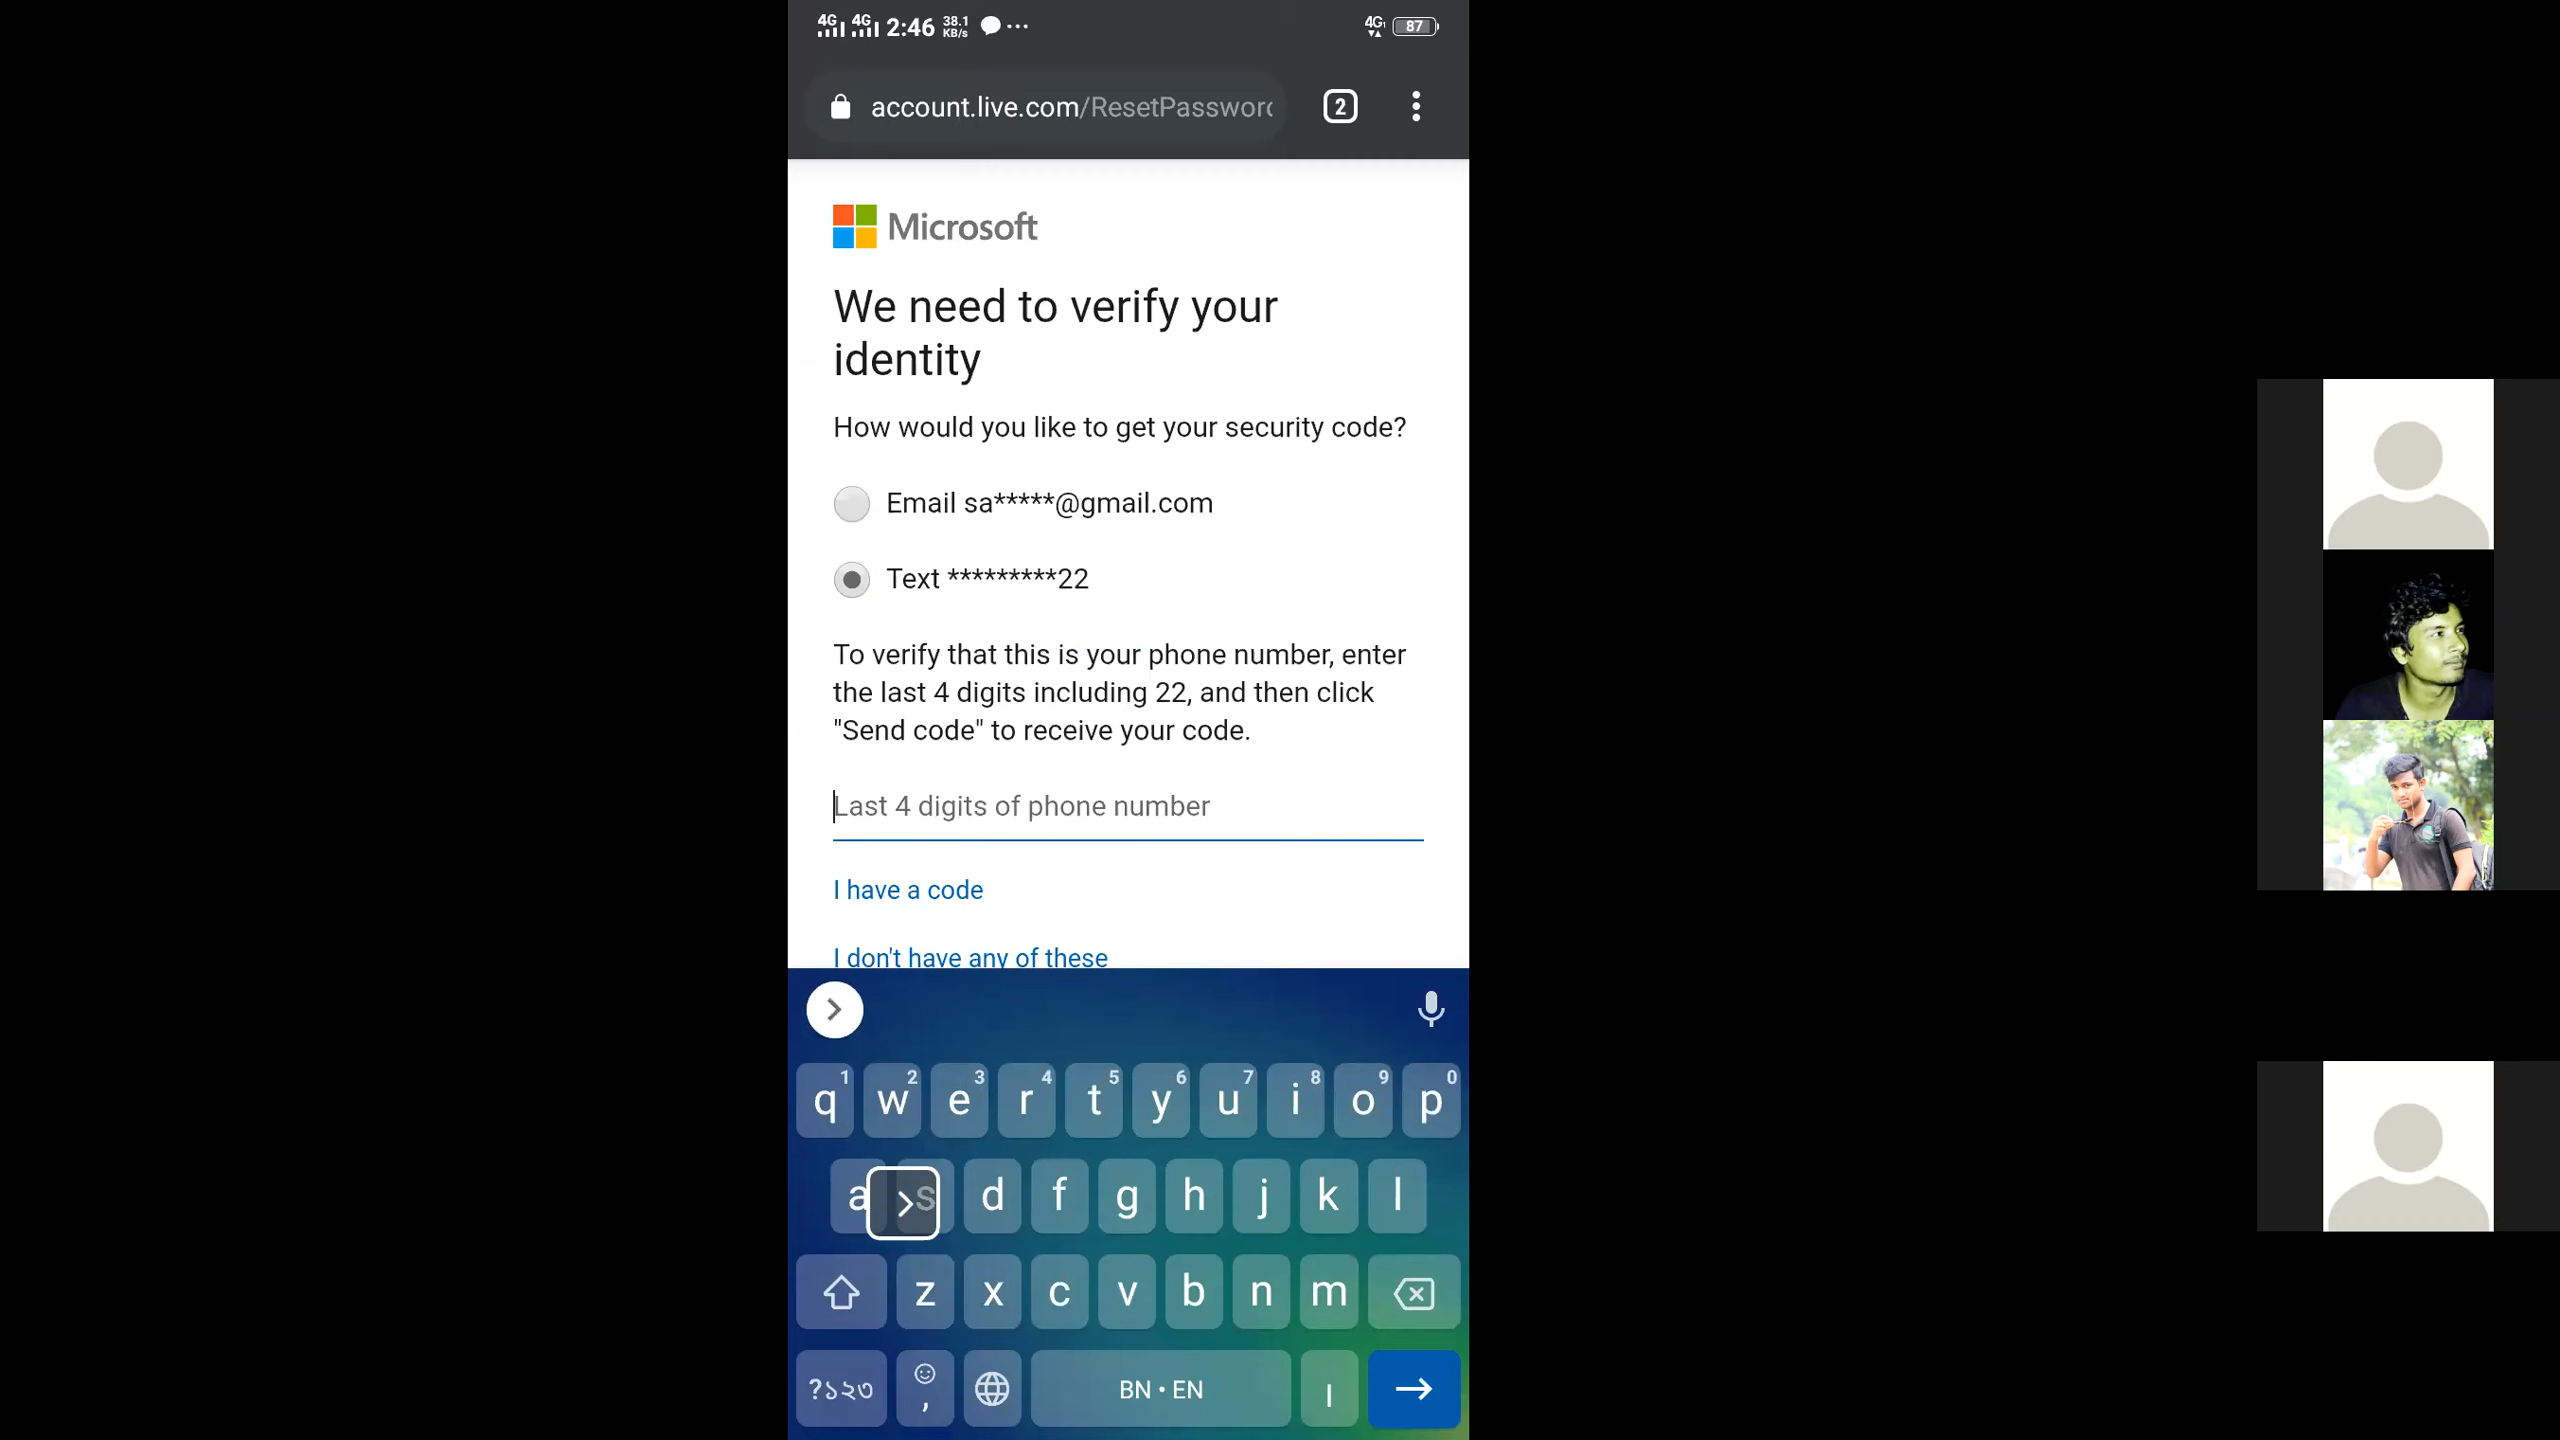 4G 4G 2:46 38.1 KB/s ... 4G 87
account.live.com/ResetPassword
2
Microsoft
We need to verify your
identity
How would you like to get your security code?
Email sa*****@gmail.com
Text *********22
To verify that this is your phone number, enter
the last 4 digits including 22, and then click
"Send code" to receive your code.
Last 4 digits of phone number
I have a code
I don't have any of these
1 2 3 4 5 6 7 8 9 0
q w e r t y u i o p
a s d f g h j k l
z x c v b n m
?১২৩ , BN • EN ।